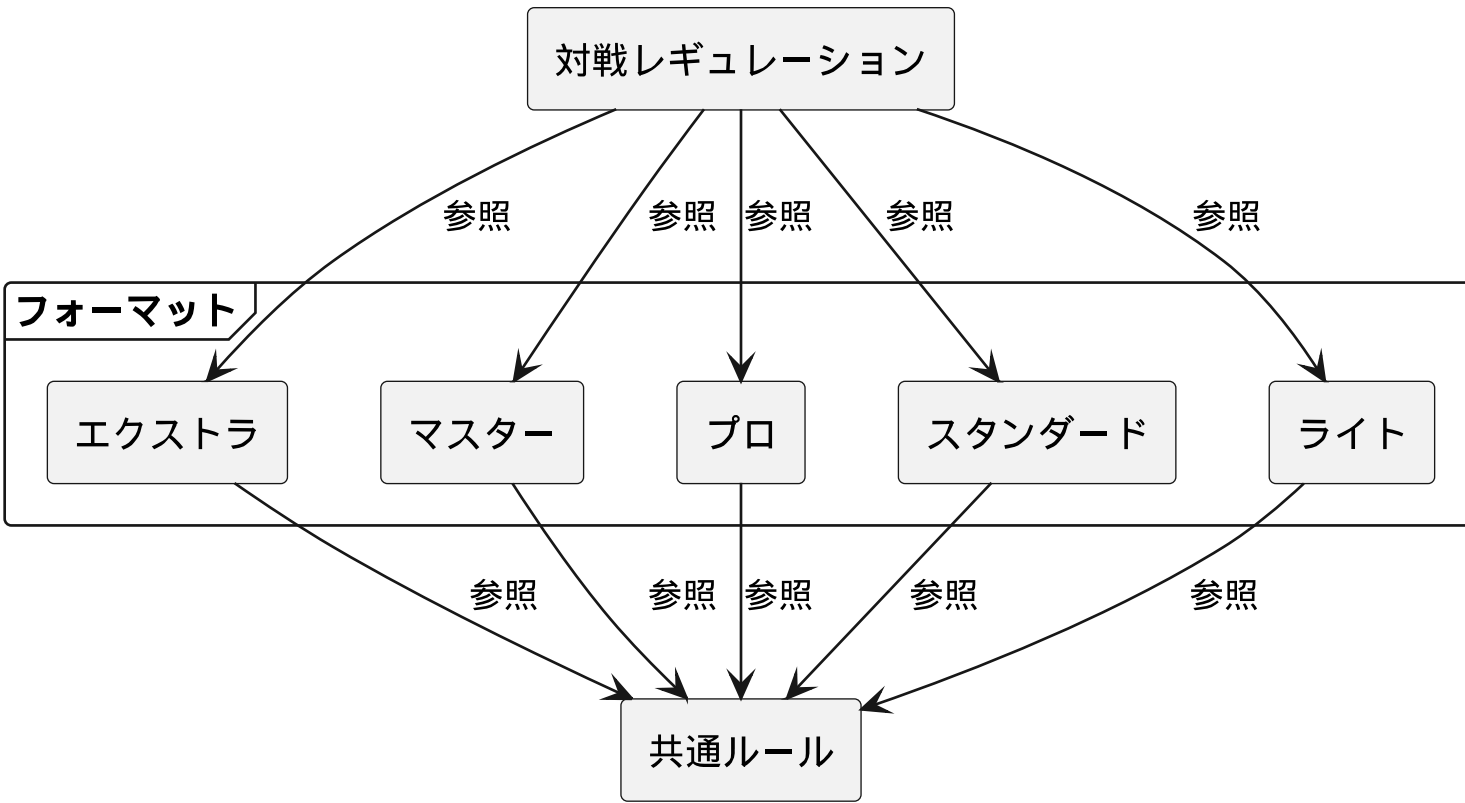 対戦レギュレーション
参照
参照
参照
参照
参照
フォーマット
エクストラ
マスター
プロ
スタンダード
ライト
参照
参照
参照
参照
参照
共通ルール